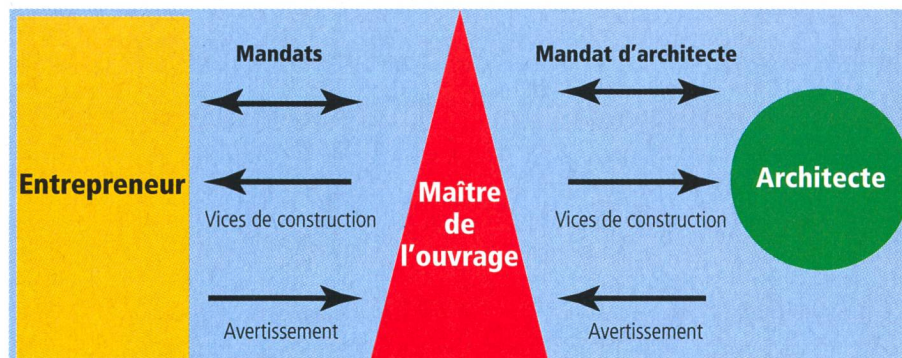 Mandats
Mandat d'architecte
Entrepreneur
Maître
de
l'ouvrage
Architecte
Vices de construction
Vices de construction
Avertissement
Avertissement